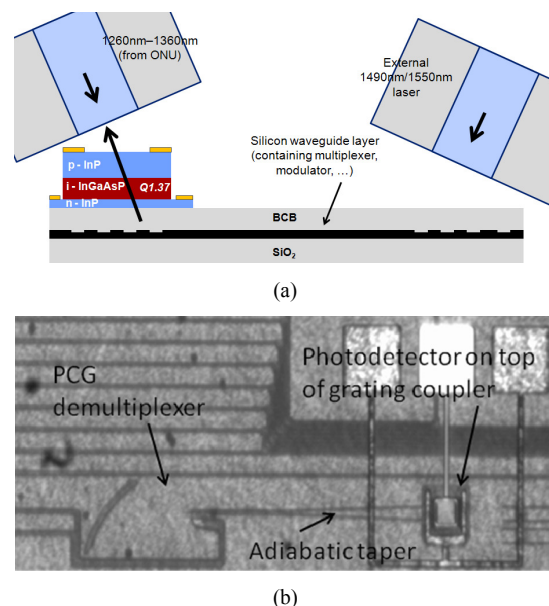 1260nm–1360nm
(from ONU)
External
1490nm/1550nm
laser
Silicon waveguide layer
(containing multiplexer,
modulator, …)
p - InP
i - InGaAsP Q1.37
n - InP
BCB
SiO₂
(a)
PCG
demultiplexer
Photodetector on top
of grating coupler
Adiabatic taper
(b)